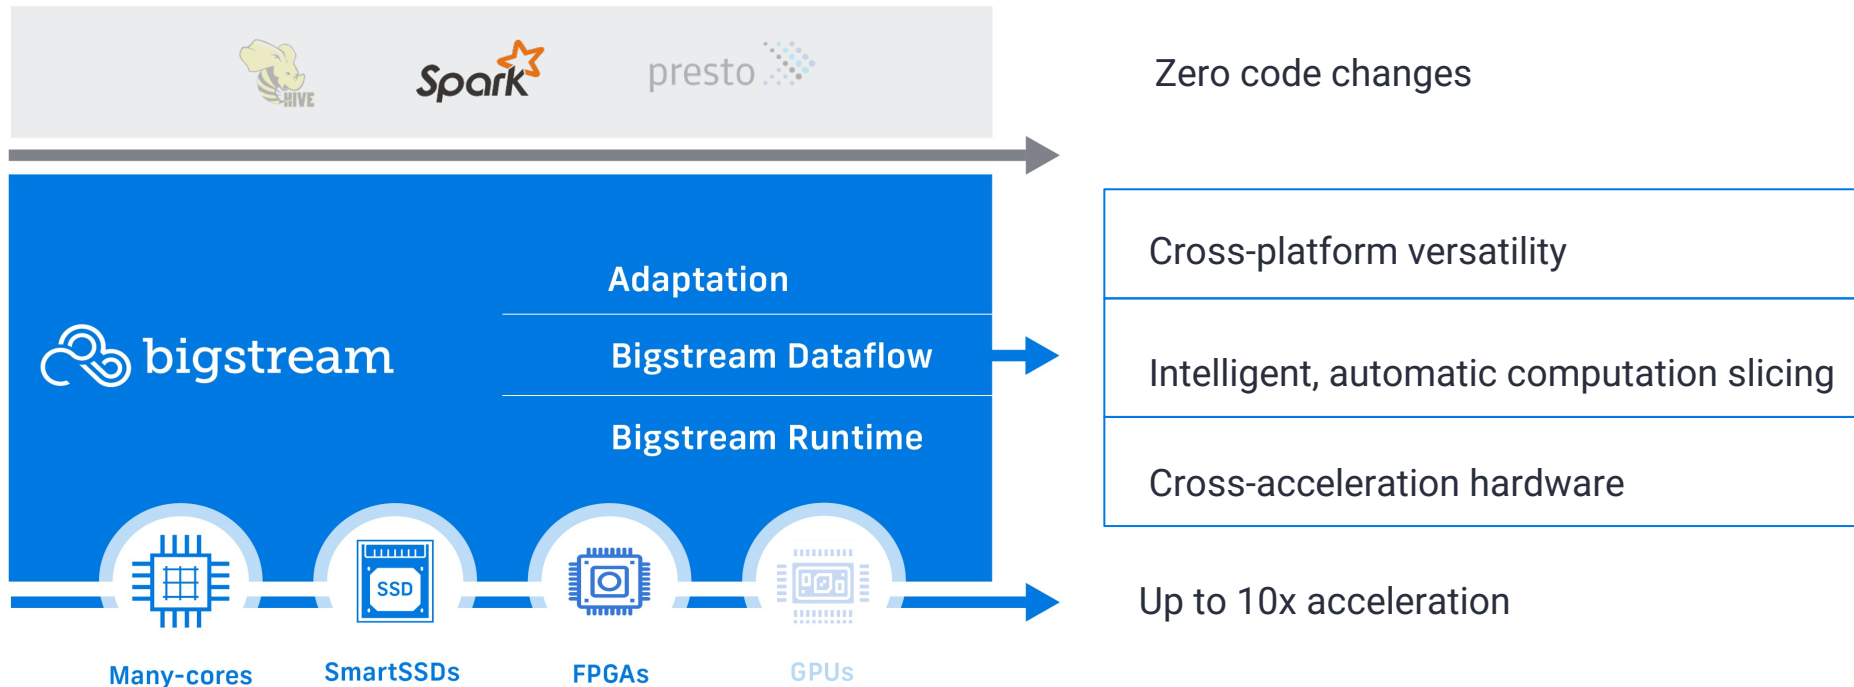 HIVE
Spark
presto
Zero code changes
bigstream
Adaptation
Bigstream Dataflow
Bigstream Runtime
Cross-platform versatility
Intelligent, automatic computation slicing
Cross-acceleration hardware
SSD
Up to 10x acceleration
Many-cores
SmartSSDs
FPGAs
GPUs